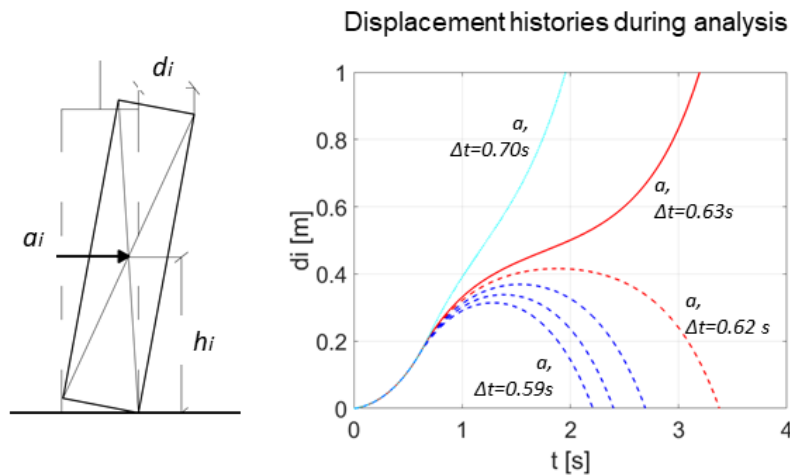 Displacement histories during analysis
di
ai
hi
di [m]
1
0.8
0.6
0.4
0.2
0
a,
Δt=0.70s
a,
Δt=0.63s
a,
Δt=0.62 s
a,
Δt=0.59s
0 1 2 3 4
t [s]